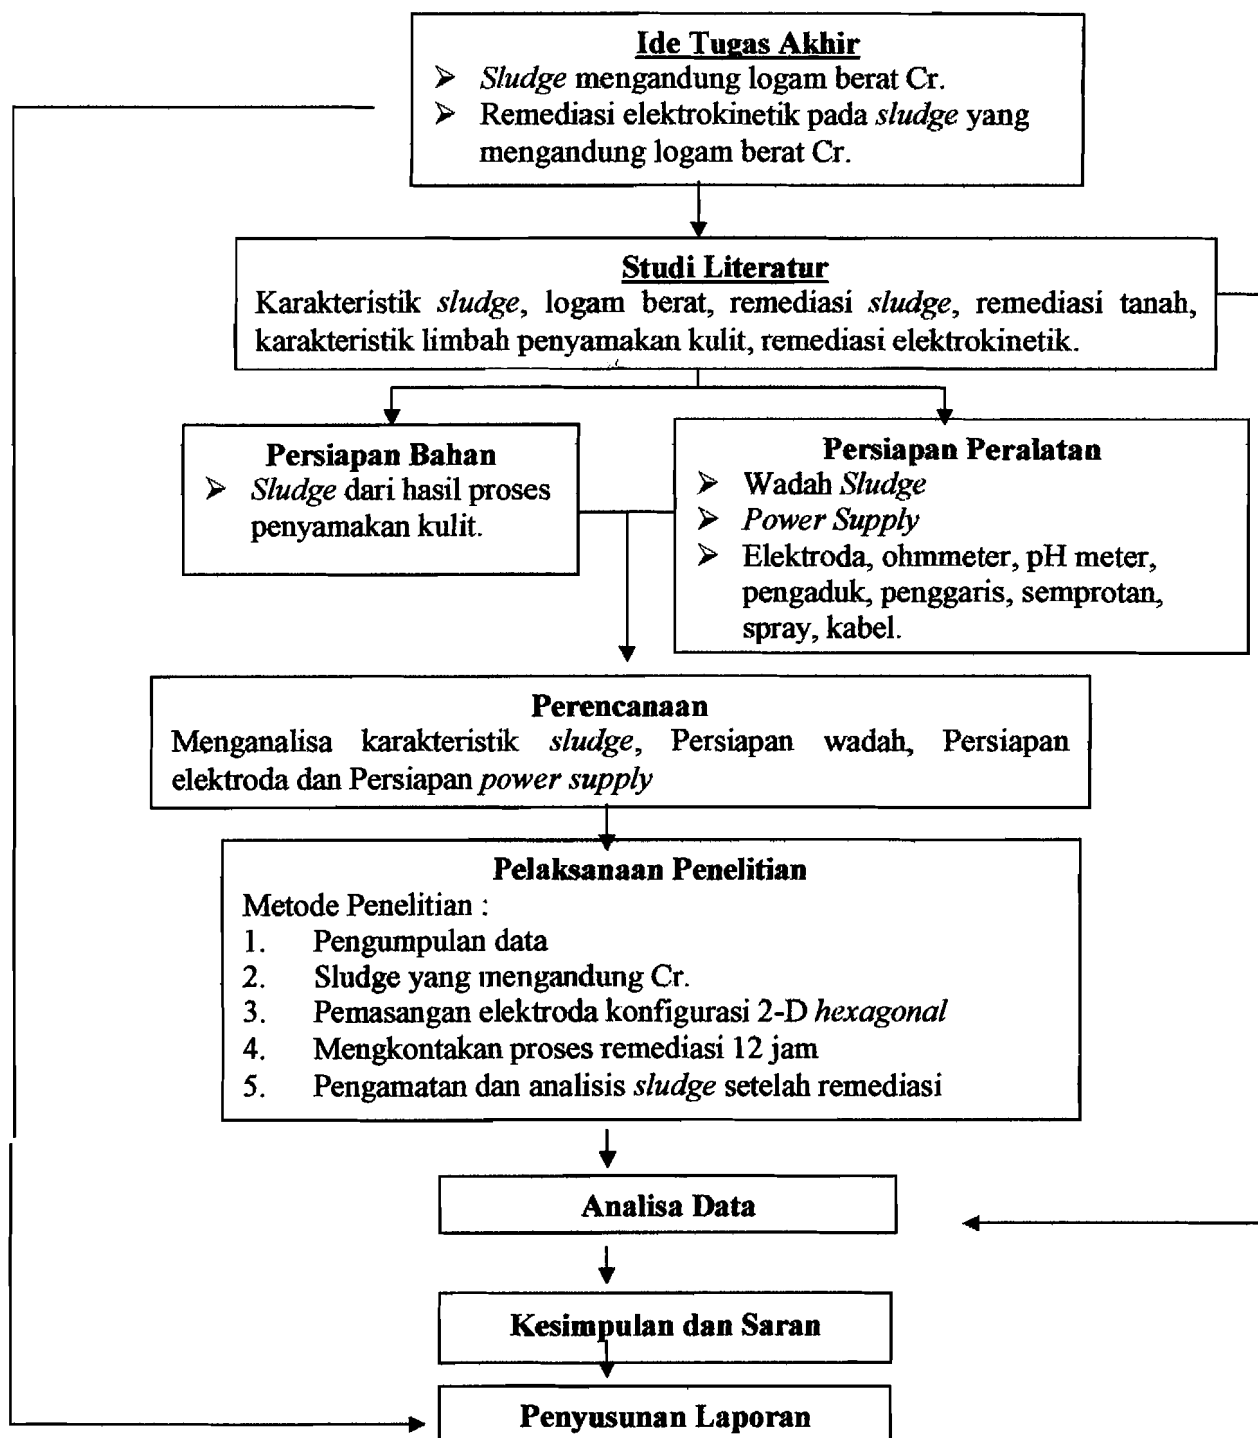 Ide Tugas Akhir
➢ Sludge mengandung logam berat Cr.
➢ Remediasi elektrokinetik pada sludge yang
mengandung logam berat Cr.
Studi Literatur
Karakteristik sludge, logam berat, remediasi sludge, remediasi tanah,
karakteristik limbah penyamakan kulit, remediasi elektrokinetik.
Persiapan Bahan
➢ Sludge dari hasil proses
penyamakan kulit.
Persiapan Peralatan
➢ Wadah Sludge
➢ Power Supply
➢ Elektroda, ohmmeter, pH meter,
pengaduk, penggaris, semprotan,
spray, kabel.
Perencanaan
Menganalisa karakteristik sludge, Persiapan wadah, Persiapan
elektroda dan Persiapan power supply
Pelaksanaan Penelitian
Metode Penelitian :
1. Pengumpulan data
2. Sludge yang mengandung Cr.
3. Pemasangan elektroda konfigurasi 2-D hexagonal
4. Mengkontakan proses remediasi 12 jam
5. Pengamatan dan analisis sludge setelah remediasi
Analisa Data
Kesimpulan dan Saran
Penyusunan Laporan